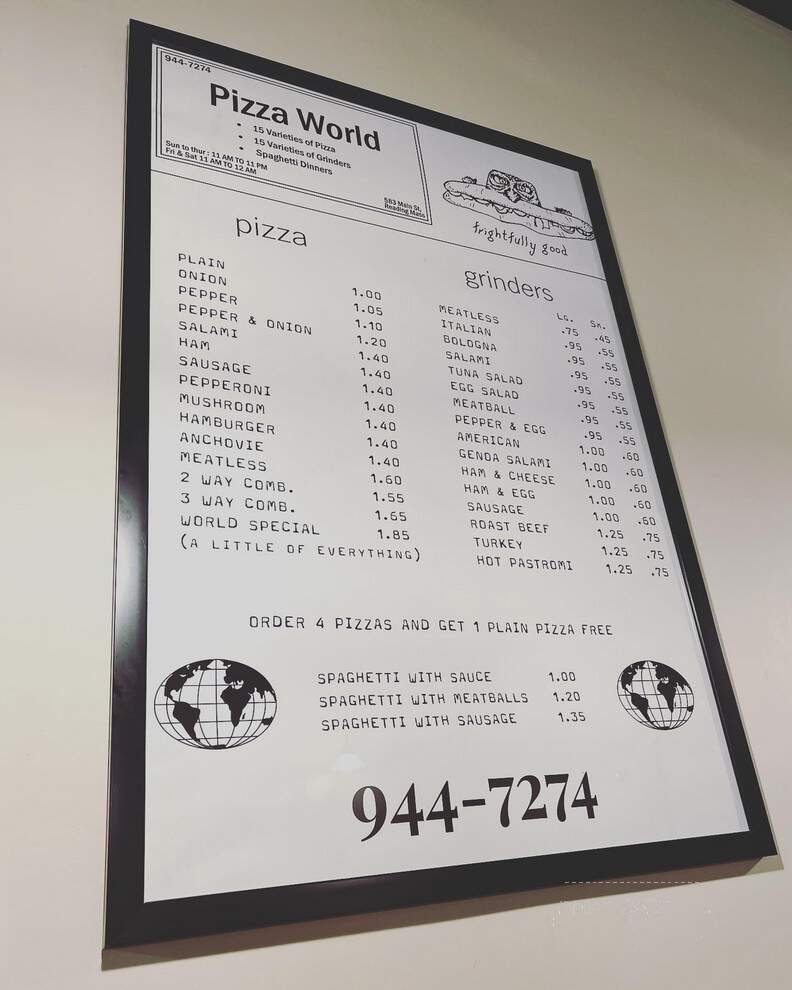 944-7274
Pizza World
• 15 Varieties of Pizza
• 15 Varieties of Grinders
• Spaghetti Dinners
Sun to thur : 11 AM TO 11 PM
Fri & Sat 11 AM TO 12 AM
583 Main St,
Reading Mass
frightfully good
pizza
PLAIN 1.00
ONION 1.05
PEPPER 1.10
PEPPER & ONION 1.20
SALAMI 1.40
HAM 1.40
SAUSAGE 1.40
PEPPERONI 1.40
MUSHROOM 1.40
HAMBURGER 1.40
ANCHOVIE 1.40
MEATLESS 1.60
2 WAY COMB. 1.55
3 WAY COMB. 1.65
WORLD SPECIAL 1.85
(A LITTLE OF EVERYTHING)
grinders
LG. SM.
MEATLESS .75 .45
ITALIAN .95 .55
BOLOGNA .95 .55
SALAMI .95 .55
TUNA SALAD .95 .55
EGG SALAD .95 .55
MEATBALL .95 .55
PEPPER & EGG .95 .55
AMERICAN 1.00 .60
GENOA SALAMI 1.00 .60
HAM & CHEESE 1.00 .60
HAM & EGG 1.00 .60
SAUSAGE 1.00 .60
ROAST BEEF 1.25 .75
TURKEY 1.25 .75
HOT PASTROMI 1.25 .75
ORDER 4 PIZZAS AND GET 1 PLAIN PIZZA FREE
SPAGHETTI WITH SAUCE 1.00
SPAGHETTI WITH MEATBALLS 1.20
SPAGHETTI WITH SAUSAGE 1.35
944-7274